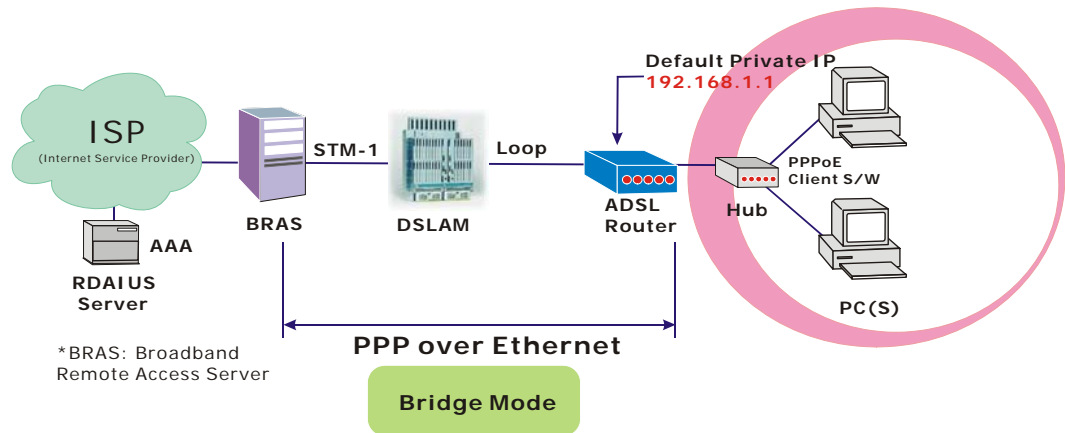 Default Private IP
192.168.1.1
ISP
(Internet Service Provider)
STM-1
Loop
PPPoE
Client S/W
BRAS
DSLAM
ADSL
Router
Hub
AAA
RDAIUS
Server
PC(S)
PPP over Ethernet
*BRAS: Broadband
Remote Access Server
Bridge Mode